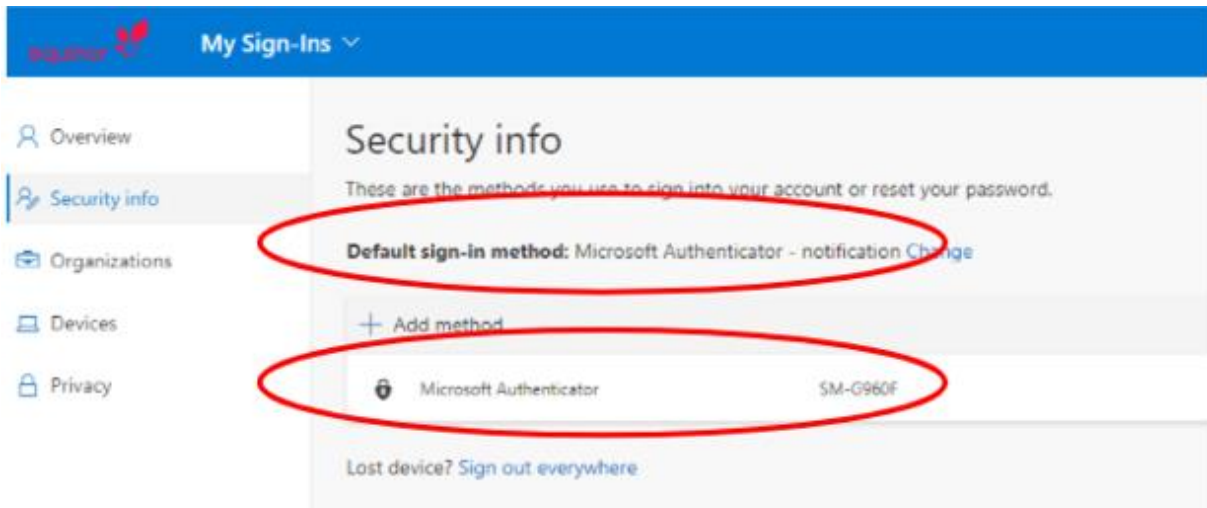 equinor
My Sign-Ins
Overview
Security info
Organizations
Devices
Privacy
Security info
These are the methods you use to sign into your account or reset your password.
Default sign-in method: Microsoft Authenticator - notification Change
+ Add method
Microsoft Authenticator SM-G960F
Lost device? Sign out everywhere